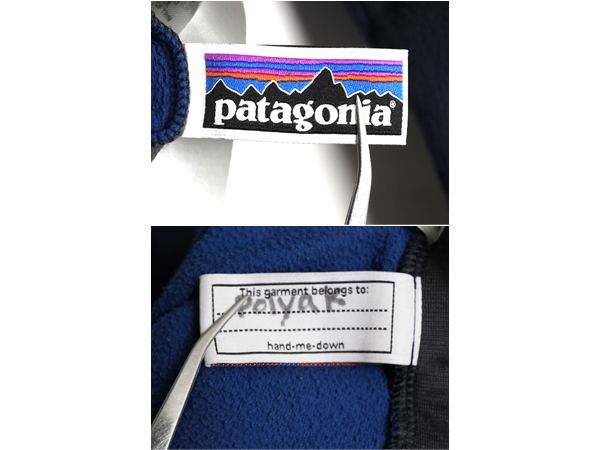 patagonia®
This garment belongs to:
polyak
hand-me-down